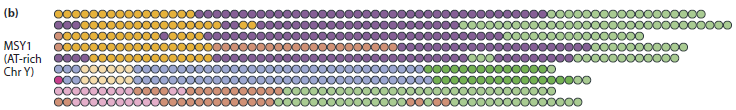 (b)
MSY1
(AT-rich
Chr Y)